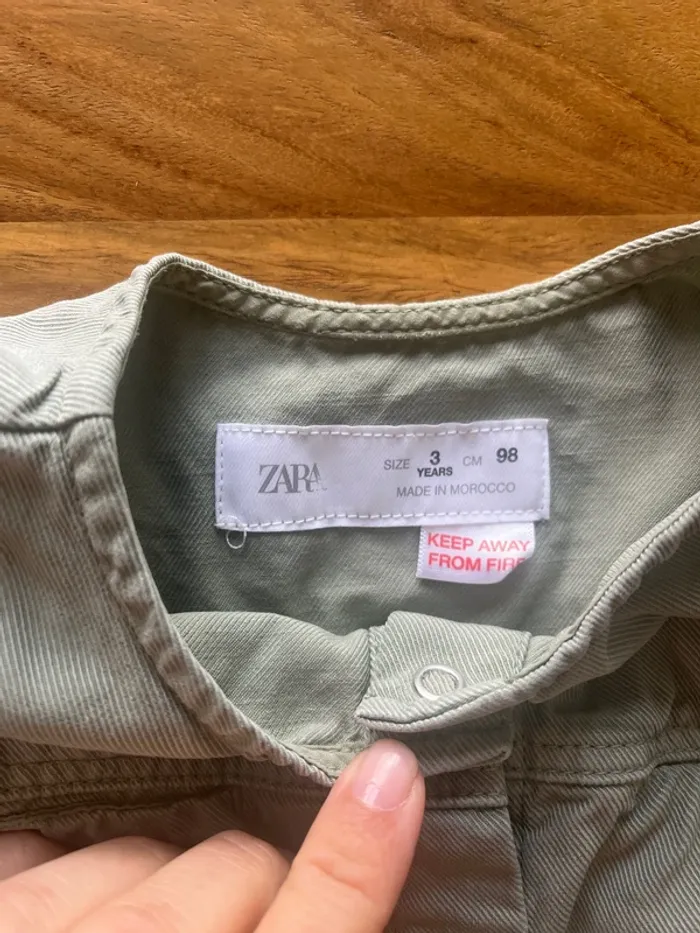 ZARA
SIZE 3 YEARS CM 98
MADE IN MOROCCO
KEEP AWAY
FROM FIRE